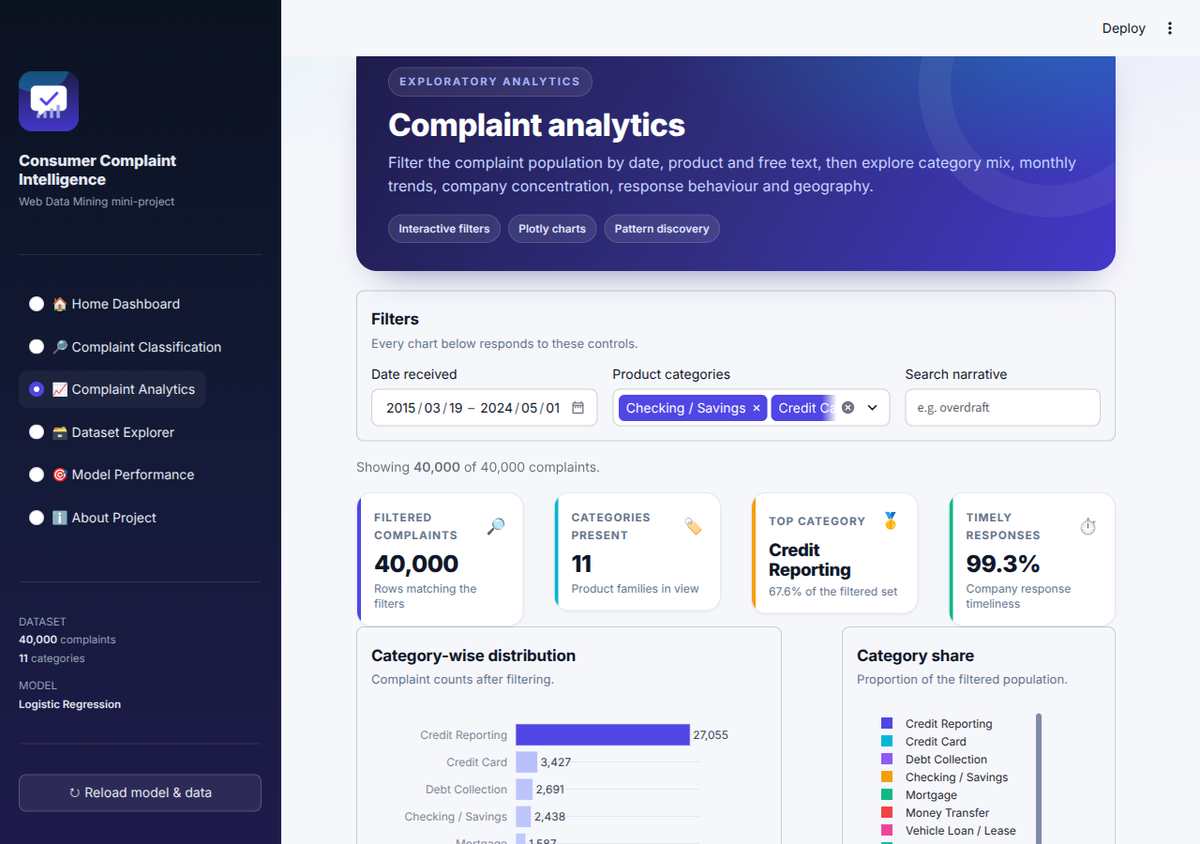 Deploy
Consumer Complaint
Intelligence
Web Data Mining mini-project
Home Dashboard
Complaint Classification
Complaint Analytics
Dataset Explorer
Model Performance
About Project
DATASET
40,000 complaints
11 categories
MODEL
Logistic Regression
↻ Reload model & data
EXPLORATORY ANALYTICS
Complaint analytics
Filter the complaint population by date, product and free text, then explore category mix, monthly
trends, company concentration, response behaviour and geography.
Interactive filters Plotly charts Pattern discovery
Filters
Every chart below responds to these controls.
Date received Product categories Search narrative
2015/03/19 – 2024/05/01 Checking / Savings × Credit Ca e.g. overdraft
Showing 40,000 of 40,000 complaints.
FILTERED
COMPLAINTS
40,000
Rows matching the
filters
CATEGORIES
PRESENT
11
Product families in view
TOP CATEGORY
Credit
Reporting
67.6% of the filtered set
TIMELY
RESPONSES
99.3%
Company response
timeliness
Category-wise distribution
Complaint counts after filtering.
Credit Reporting 27,055
Credit Card 3,427
Debt Collection 2,691
Checking / Savings 2,438
Mortgage 1,587
Category share
Proportion of the filtered population.
Credit Reporting
Credit Card
Debt Collection
Checking / Savings
Mortgage
Money Transfer
Vehicle Loan / Lease